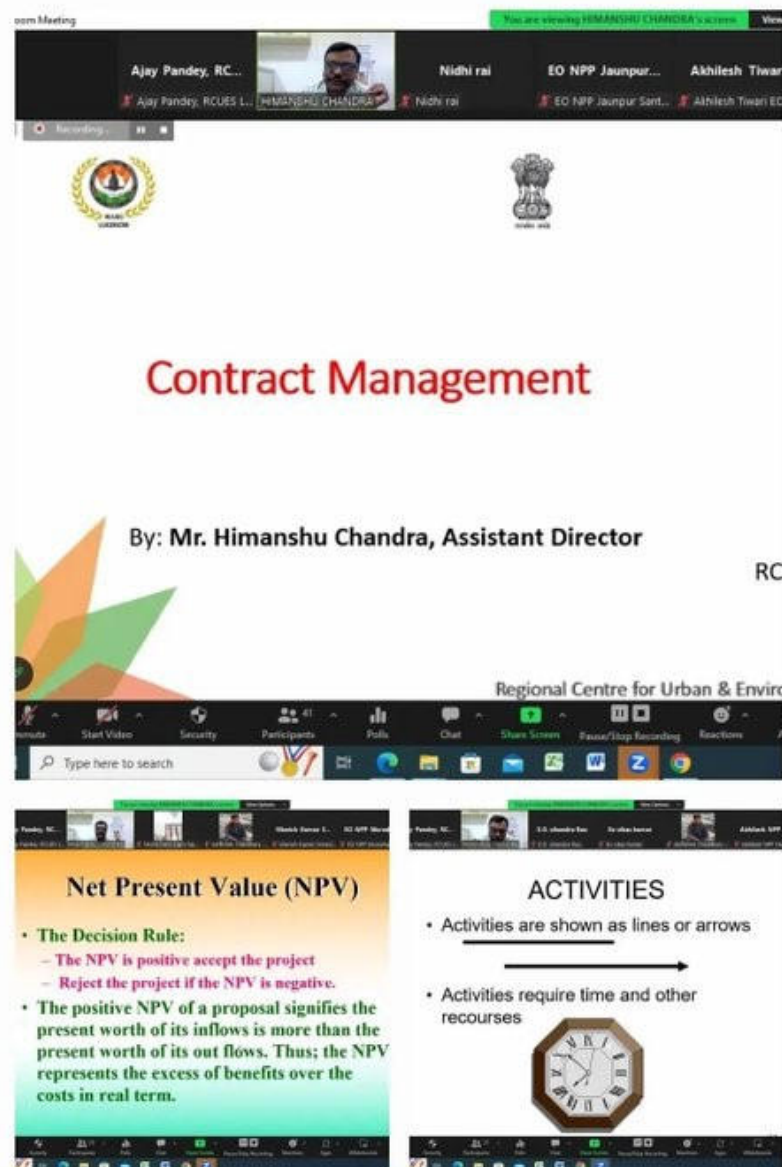 oom Meeting
You are viewing HIMANSHU CHANDRA's screen
View
Ajay Pandey, RC...
Nidhi rai
EO NPP Jaunpur...
Akhilesh Tiwar
Ajay Pandey, RCUES L...
HIMANSHU CHANDRA
Nidhi rai
EO NPP Jaunpur Sant...
Akhilesh Tiwari EO
Recording...
LUCKNOW
सत्यमेव जयते
Contract Management
By: Mr. Himanshu Chandra, Assistant Director
RC
Regional Centre for Urban & Enviro
Start Video
Security
41
Participants
Polls
Chat
Share Screen
Pause/Stop Recording
Reactions
Type here to search
Net Present Value (NPV)
• The Decision Rule:
– The NPV is positive accept the project
– Reject the project if the NPV is negative.
• The positive NPV of a proposal signifies the
present worth of its inflows is more than the
present worth of its out flows. Thus; the NPV
represents the excess of benefits over the
costs in real term.
ACTIVITIES
• Activities are shown as lines or arrows
• Activities require time and other
recourses